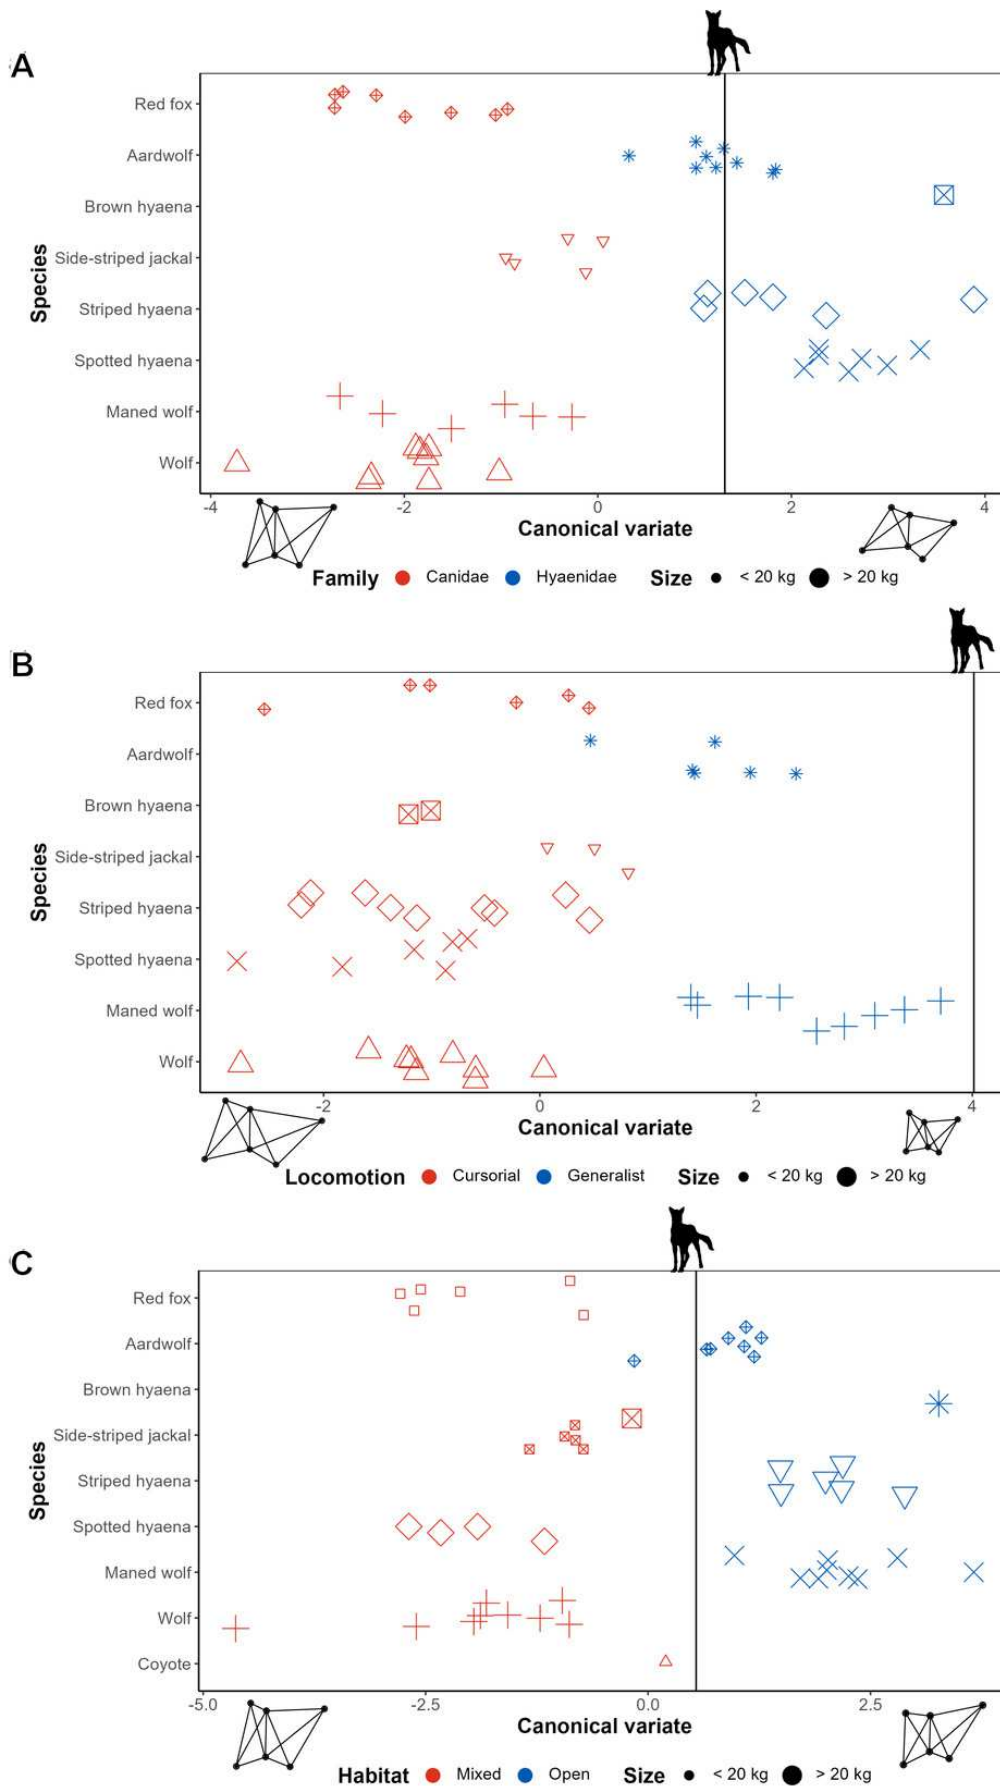 A
Species
Red fox
Aardwolf
Brown hyaena
Side-striped jackal
Striped hyaena
Spotted hyaena
Maned wolf
Wolf
-4 -2 0 2 4
Canonical variate
Family Canidae Hyaenidae Size < 20 kg > 20 kg
B
Species
Red fox
Aardwolf
Brown hyaena
Side-striped jackal
Striped hyaena
Spotted hyaena
Maned wolf
Wolf
-2 0 2 4
Canonical variate
Locomotion Cursorial Generalist Size < 20 kg > 20 kg
C
Species
Red fox
Aardwolf
Brown hyaena
Side-striped jackal
Striped hyaena
Spotted hyaena
Maned wolf
Wolf
Coyote
-5.0 -2.5 0.0 2.5
Canonical variate
Habitat Mixed Open Size < 20 kg > 20 kg